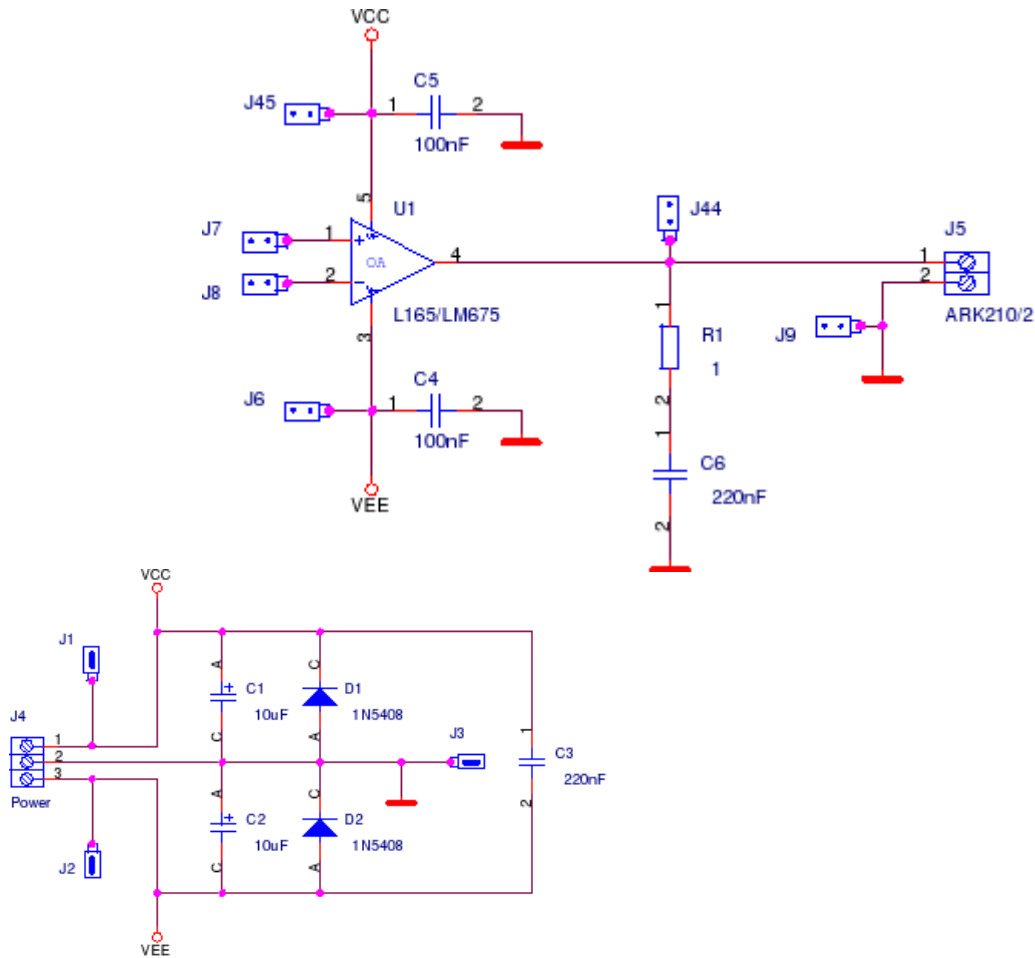 VCC
C5
J45
1
2
100nF
5
U1
J7
1
+
OA
4
J44
J5
1
J8
2
−
2
L165/LM675
ARK210/2
3
1
R1
J9
1
C4
J6
1
2
2
100nF
1
C6
220nF
VEE
2
VCC
J1
A
C
C1
+
D1
10uF
1N5408
J4
C
A
J3
1
1
2
C3
3
A
C
220nF
Power
C2
+
D2
2
10uF
1N5408
J2
C
A
VEE